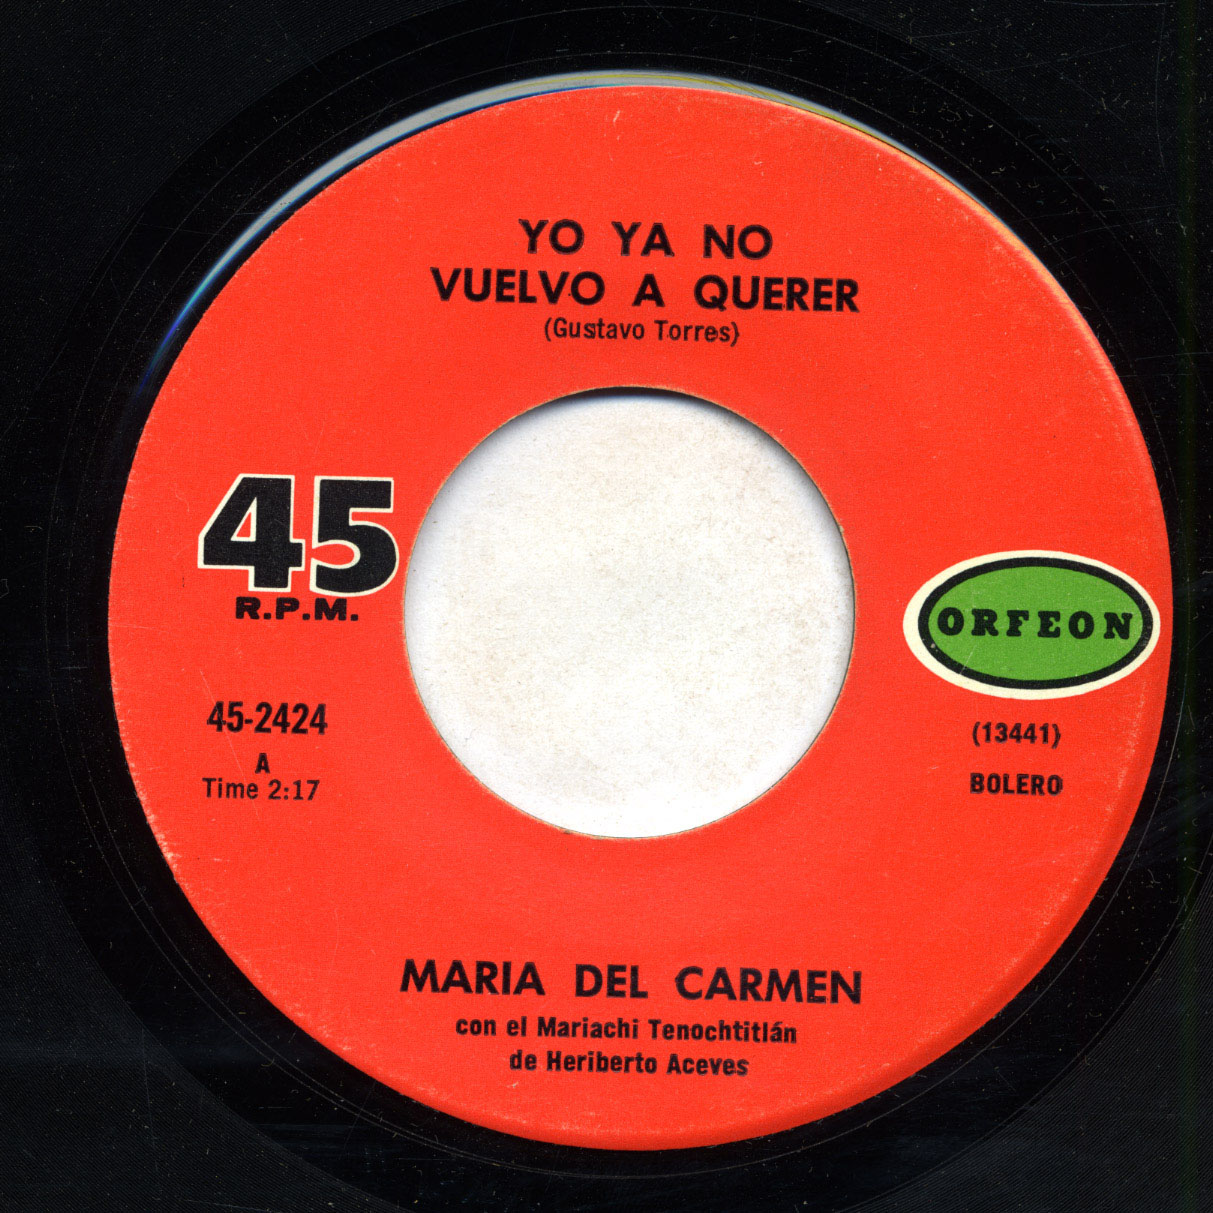 YO YA NO
VUELVO A QUERER
(Gustavo Torres)
45
R.P.M.
ORFEON
45-2424
A
Time 2:17
(13441)
BOLERO
MARIA DEL CARMEN
con el Mariachi Tenochtitlán
de Heriberto Aceves